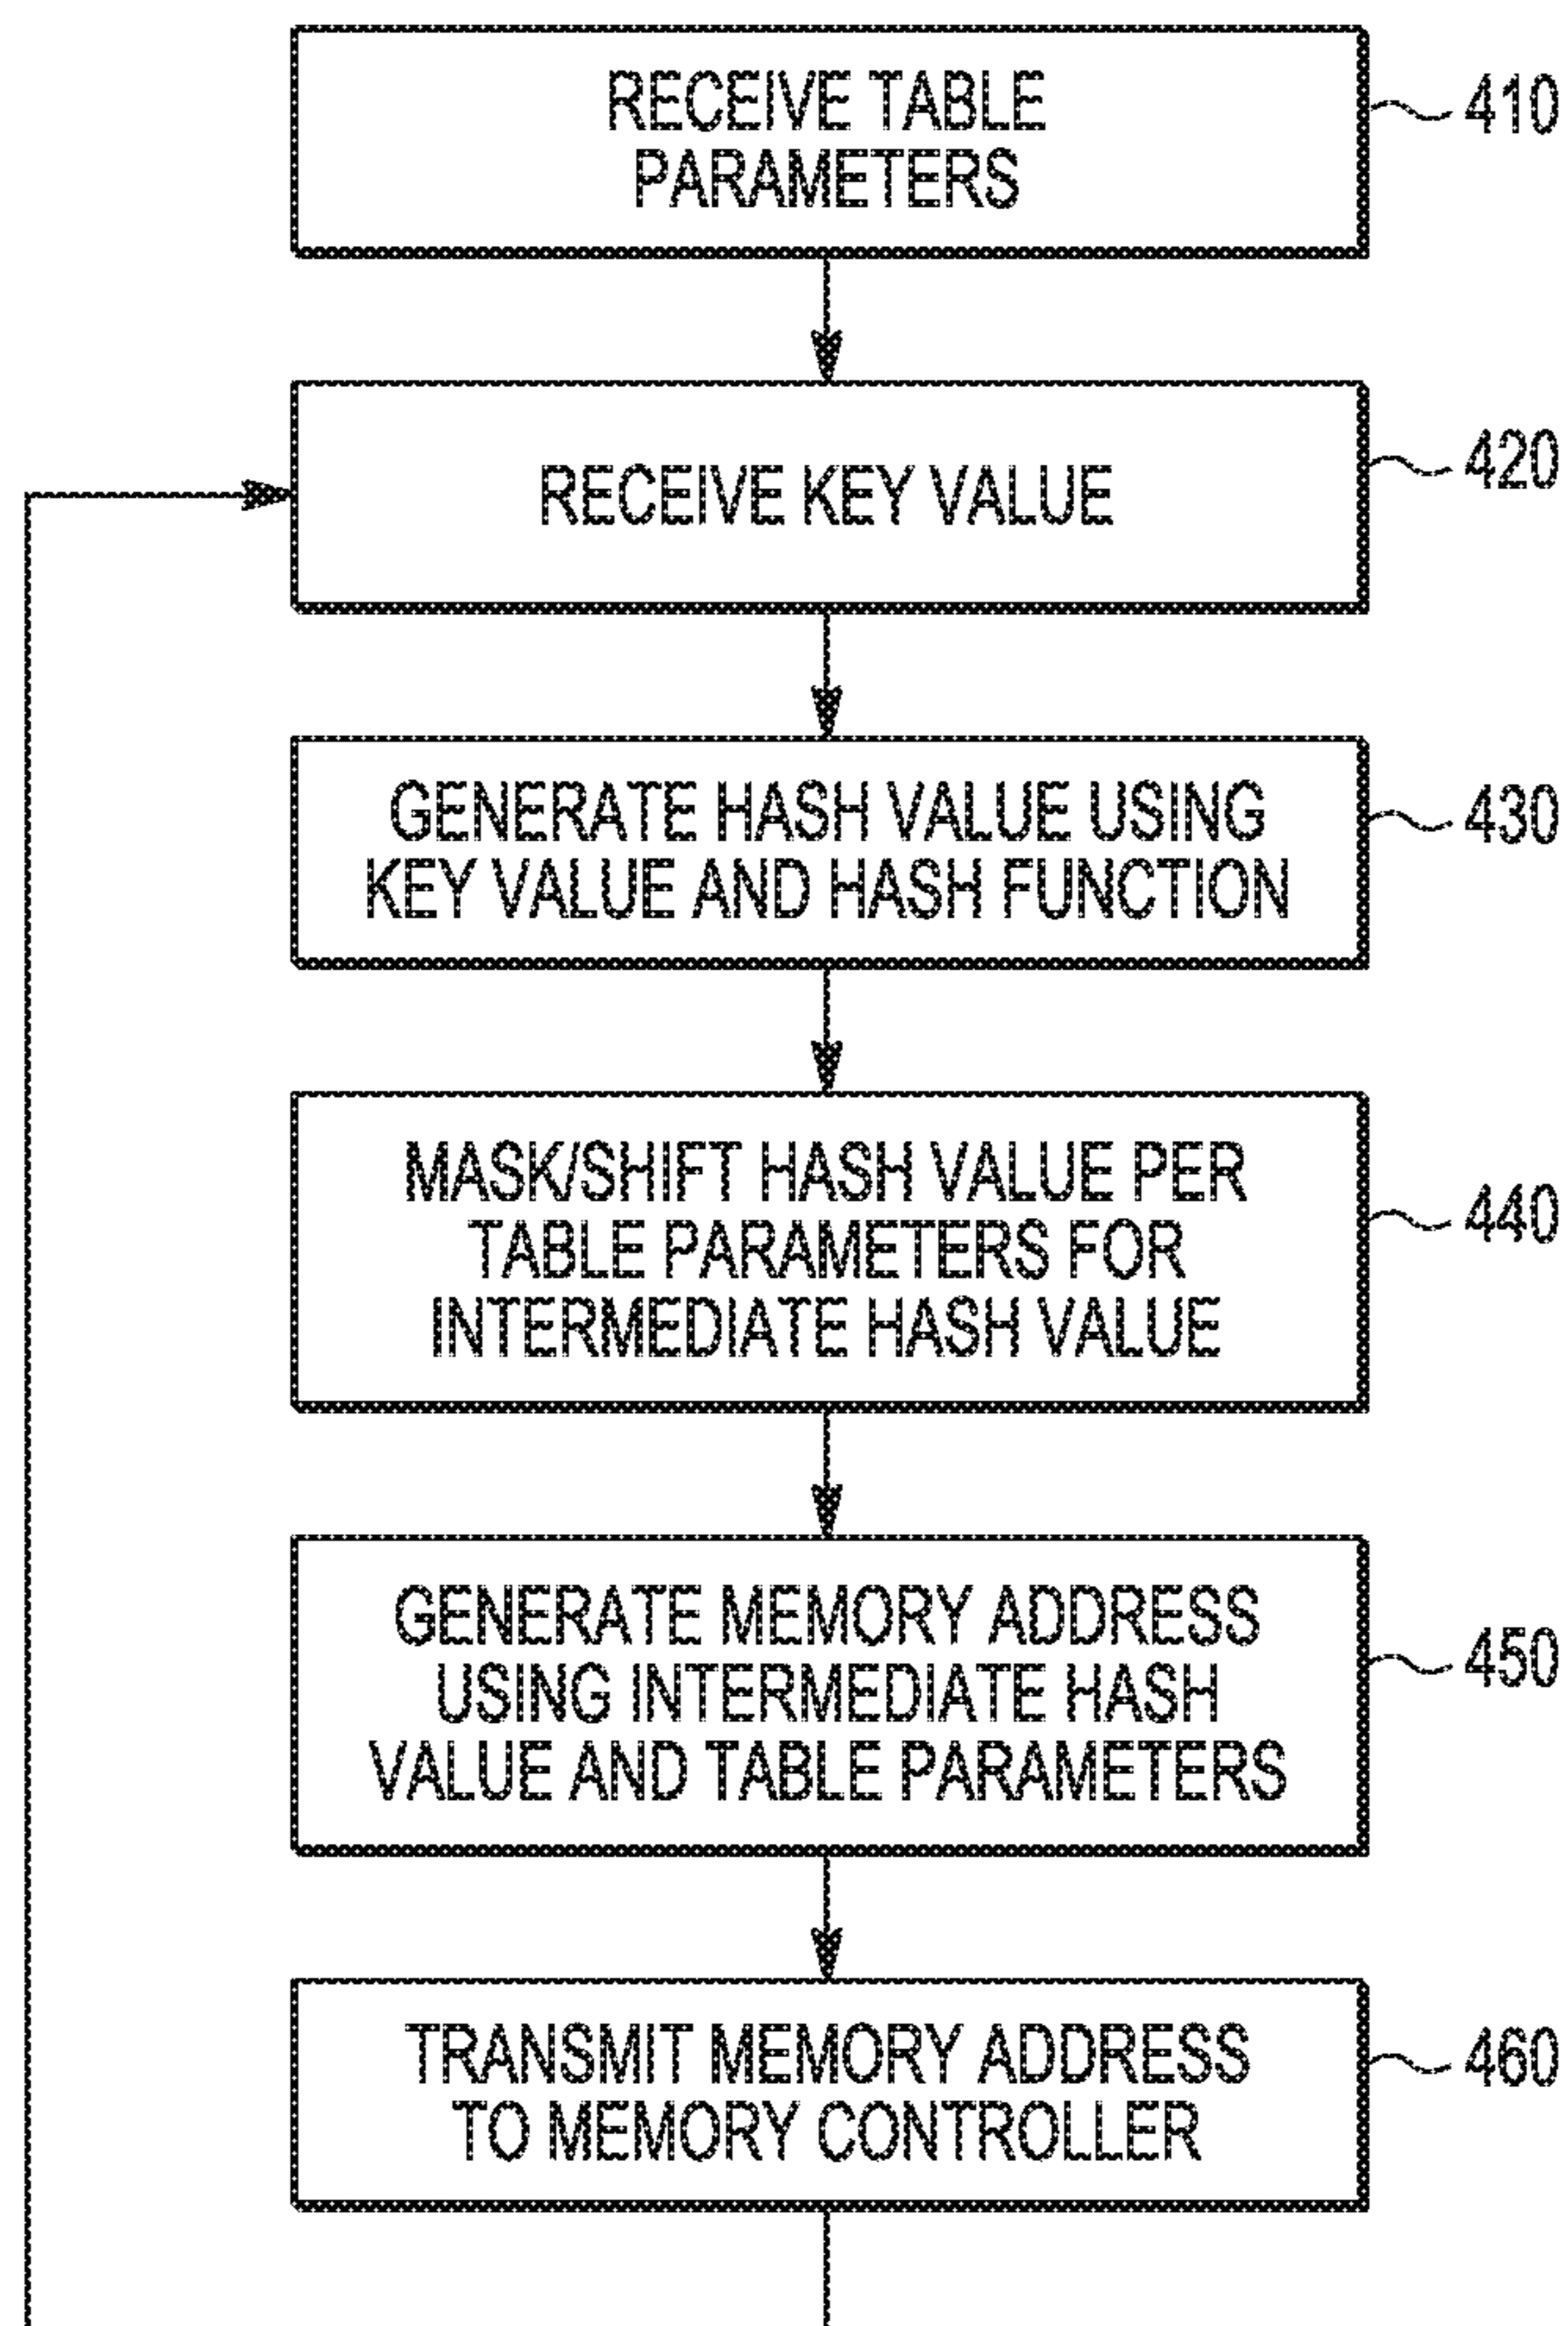 RECEIVE TABLE
PARAMETERS
410
RECEIVE KEY VALUE
420
GENERATE HASH VALUE USING
KEY VALUE AND HASH FUNCTION
430
MASK/SHIFT HASH VALUE PER
TABLE PARAMETERS FOR
INTERMEDIATE HASH VALUE
440
GENERATE MEMORY ADDRESS
USING INTERMEDIATE HASH
VALUE AND TABLE PARAMETERS
450
TRANSMIT MEMORY ADDRESS
TO MEMORY CONTROLLER
460